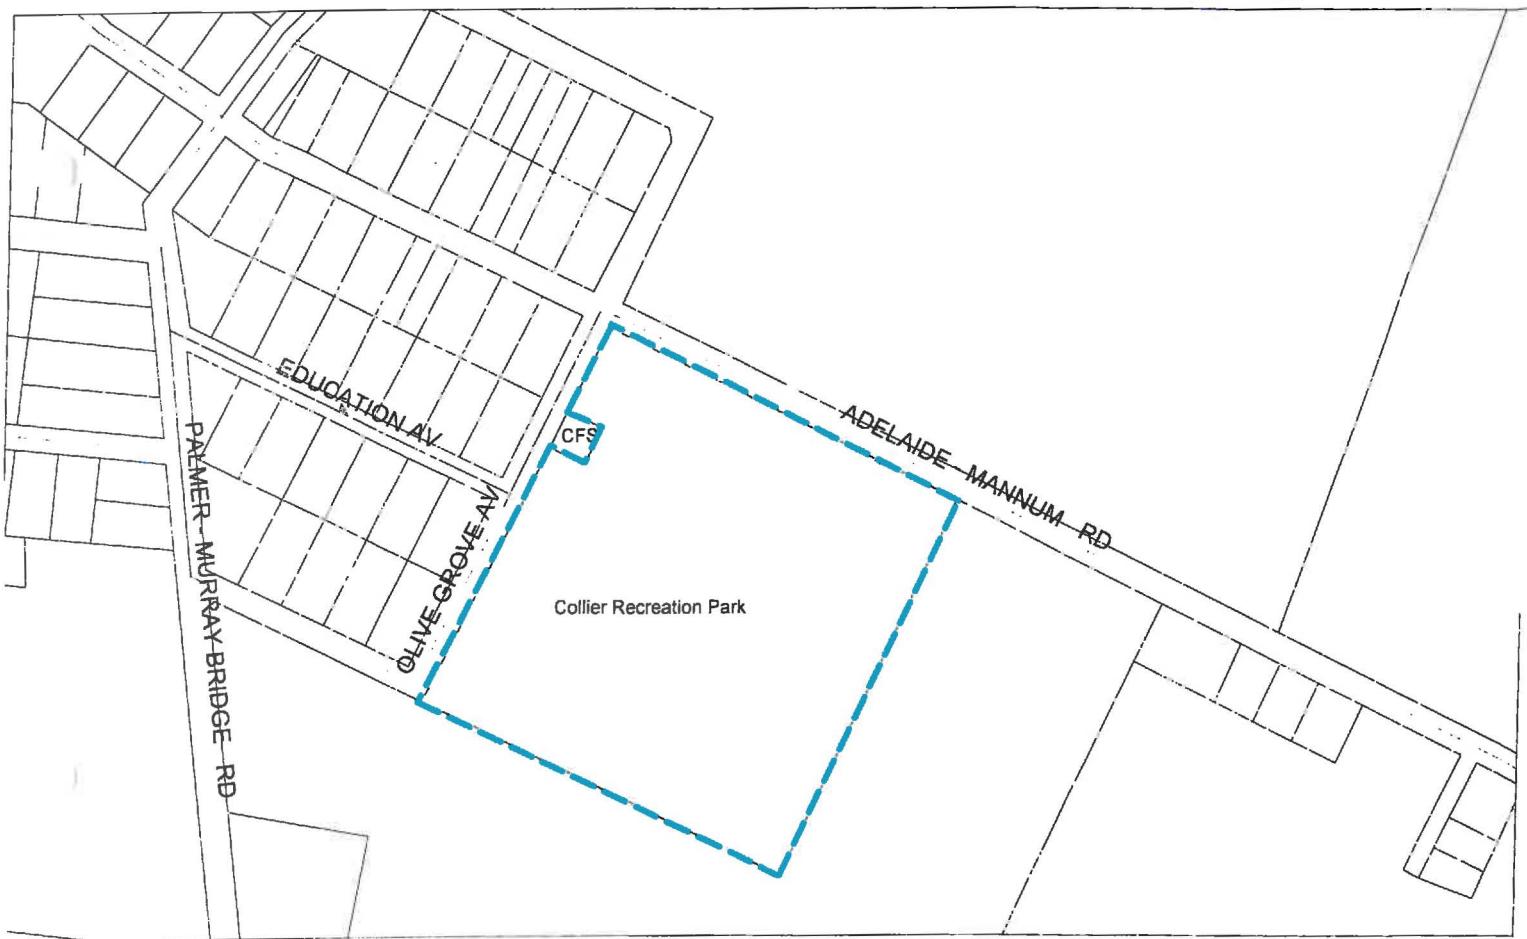 EDUCATION AV
CFS
ADELAIDE - MANNUM RD
PALMER - MURRAY BRIDGE RD
OLIVE GROVE AV
Collier Recreation Park